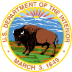 U.S. DEPARTMENT OF THE INTERIOR
MARCH 3, 1849